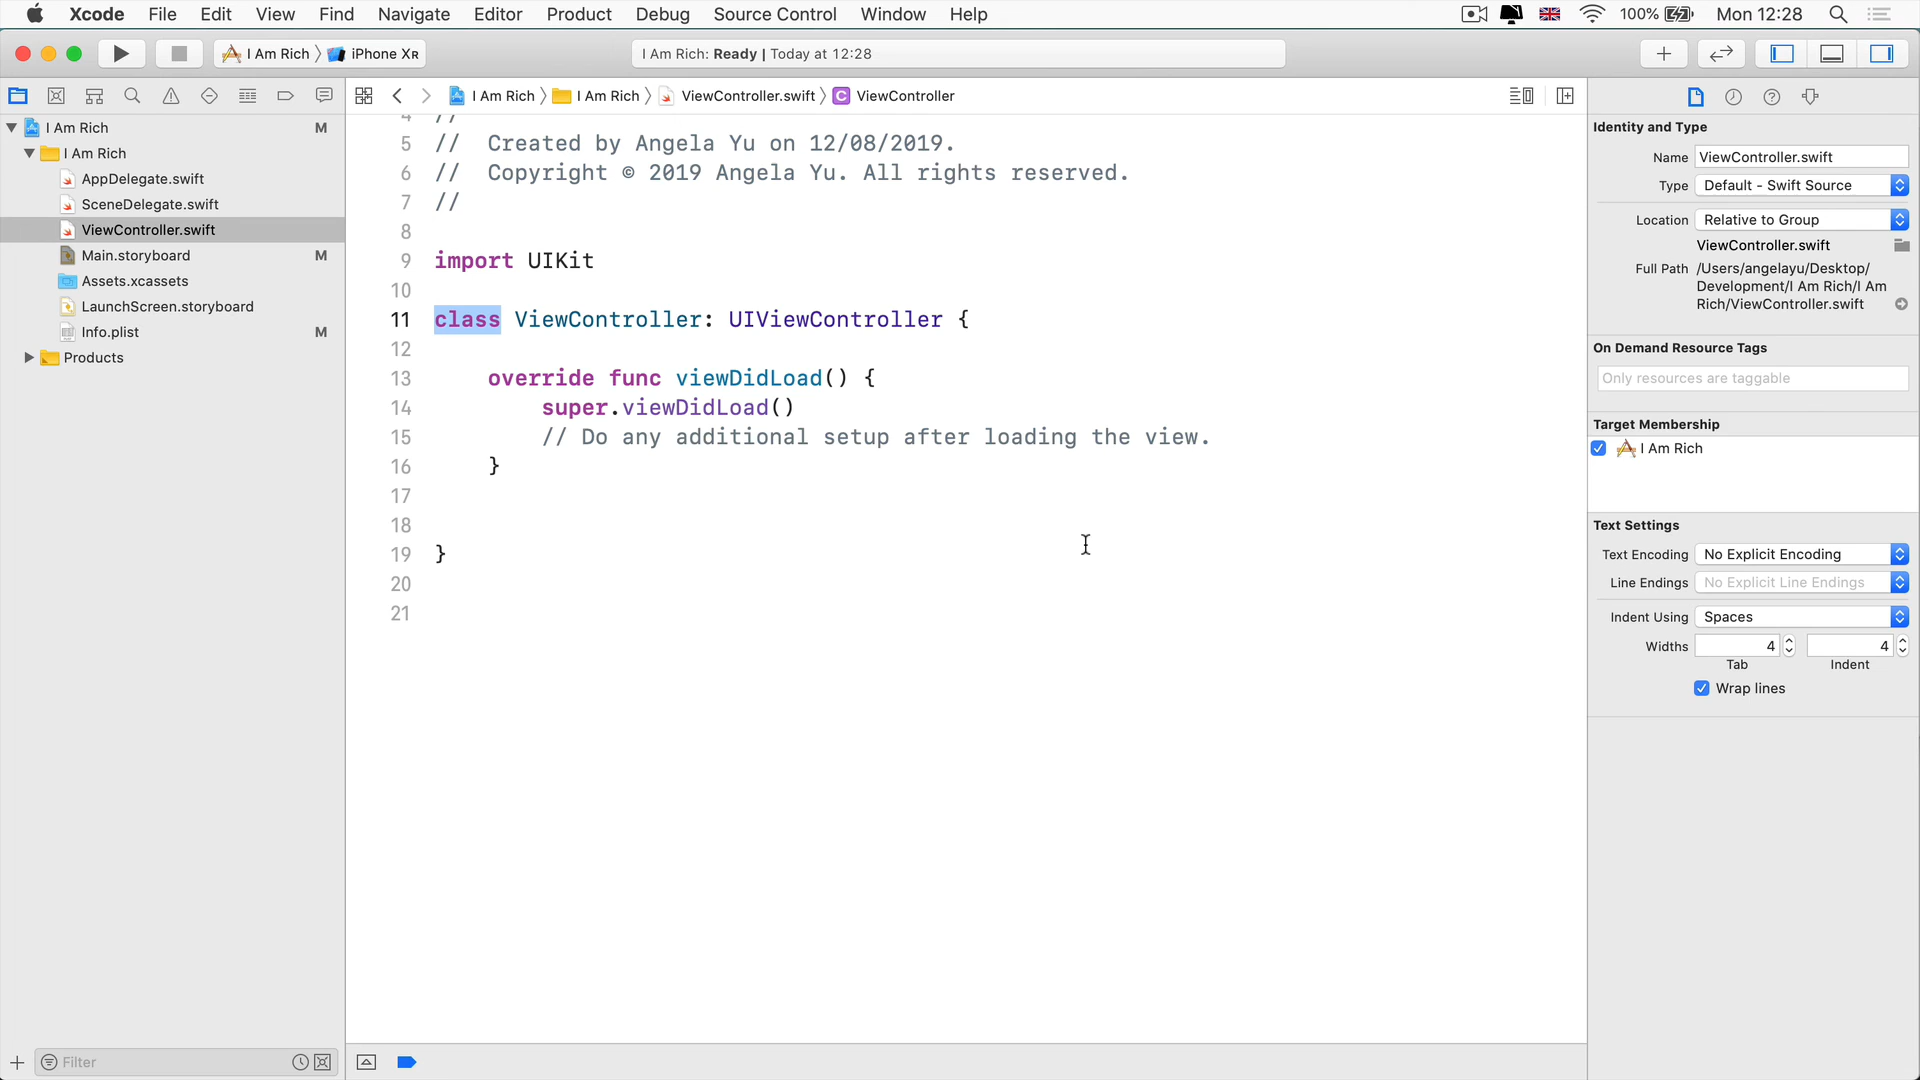 Xcode File Edit View Find Navigate Editor Product Debug Source Control Window Help 100% Mon 12:28
I Am Rich iPhone XR I Am Rich: Ready | Today at 12:28
I Am Rich I Am Rich ViewController.swift C ViewController
I Am Rich M
I Am Rich
AppDelegate.swift
SceneDelegate.swift
ViewController.swift
Main.storyboard M
Assets.xcassets
LaunchScreen.storyboard
Info.plist M
Products
Filter
4 //
5 //  Created by Angela Yu on 12/08/2019.
6 //  Copyright © 2019 Angela Yu. All rights reserved.
7 //
8
9 import UIKit
10
11 class ViewController: UIViewController {
12
13     override func viewDidLoad() {
14         super.viewDidLoad()
15         // Do any additional setup after loading the view.
16     }
17
18
19 }
20
21
Identity and Type
Name ViewController.swift
Type Default - Swift Source
Location Relative to Group
ViewController.swift
Full Path /Users/angelayu/Desktop/
Development/I Am Rich/I Am
Rich/ViewController.swift
On Demand Resource Tags
Only resources are taggable
Target Membership
I Am Rich
Text Settings
Text Encoding No Explicit Encoding
Line Endings No Explicit Line Endings
Indent Using Spaces
Widths 4 4
Tab Indent
Wrap lines